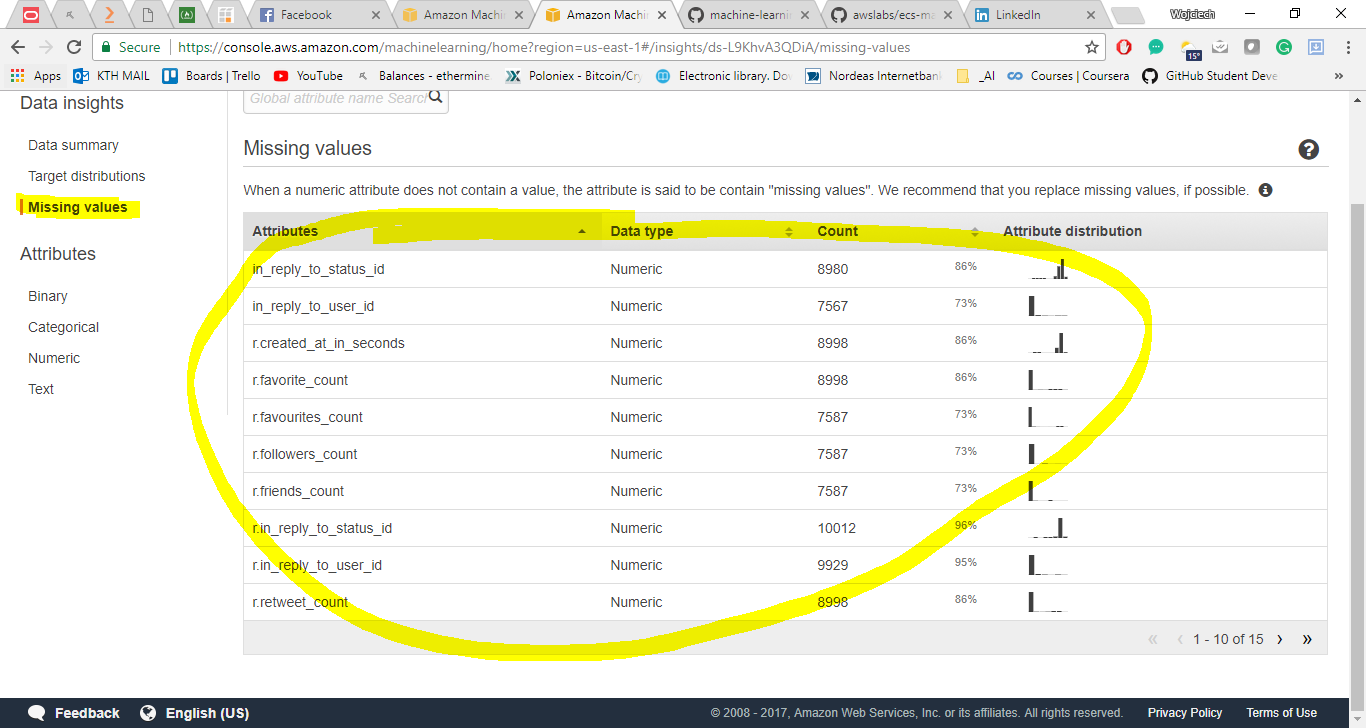 Facebook
Amazon Machi
Amazon Machi
machine-learni
awslabs/ecs-ma
LinkedIn
Wojciech
Secure https://console.aws.amazon.com/machinelearning/home?region=us-east-1#/insights/ds-L9KhvA3QDiA/missing-values
15°
Apps KTH MAIL Boards | Trello YouTube Balances - ethermine. Poloniex - Bitcoin/Cry Electronic library. Dov Nordeas Internetbank _AI Courses | Coursera GitHub Student Deve »
Data insights
Global attribute name Search
Data summary
Target distributions
Missing values
Attributes
Binary
Categorical
Numeric
Text
Missing values
When a numeric attribute does not contain a value, the attribute is said to be contain "missing values". We recommend that you replace missing values, if possible.
Attributes Data type Count Attribute distribution
in_reply_to_status_id Numeric 8980 86%
in_reply_to_user_id Numeric 7567 73%
r.created_at_in_seconds Numeric 8998 86%
r.favorite_count Numeric 8998 86%
r.favourites_count Numeric 7587 73%
r.followers_count Numeric 7587 73%
r.friends_count Numeric 7587 73%
r.in_reply_to_status_id Numeric 10012 96%
r.in_reply_to_user_id Numeric 9929 95%
r.retweet_count Numeric 8998 86%
« ‹ 1 - 10 of 15 › »
Feedback English (US) © 2008 - 2017, Amazon Web Services, Inc. or its affiliates. All rights reserved. Privacy Policy Terms of Use